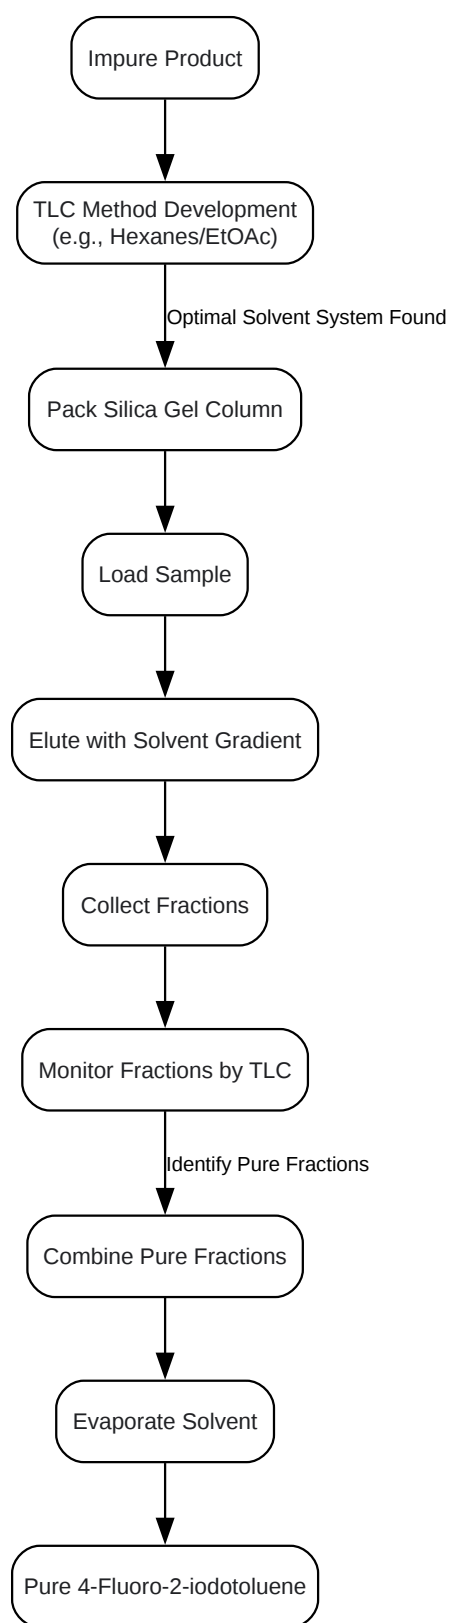 Impure Product
TLC Method Development
(e.g., Hexanes/EtOAc)
Optimal Solvent System Found
Pack Silica Gel Column
Load Sample
Elute with Solvent Gradient
Collect Fractions
Monitor Fractions by TLC
Identify Pure Fractions
Combine Pure Fractions
Evaporate Solvent
Pure 4-Fluoro-2-iodotoluene